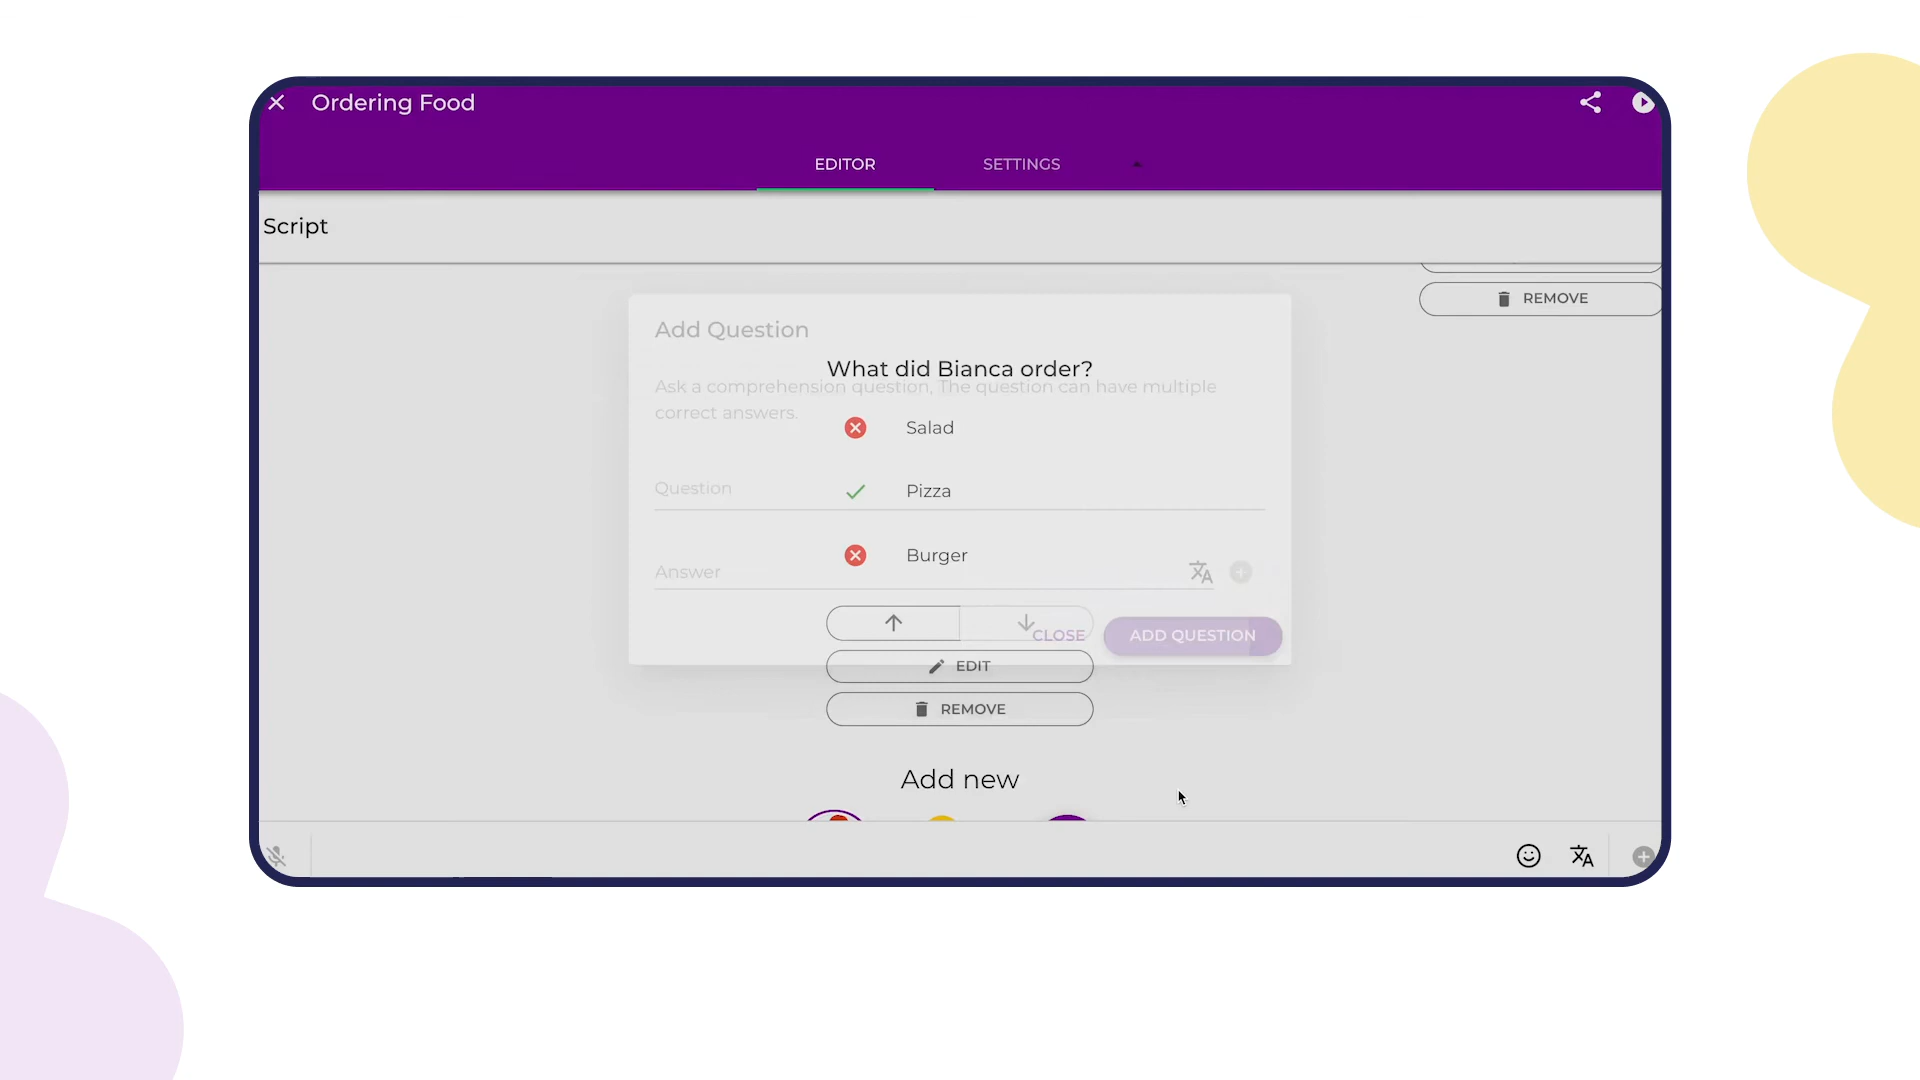 Ordering Food
EDITOR
SETTINGS
Script
REMOVE
Add Question
What did Bianca order?
Ask a comprehension question, The question can have multiple
correct answers.
Salad
Question
Pizza
Burger
Answer
CLOSE
ADD QUESTION
EDIT
REMOVE
Add new